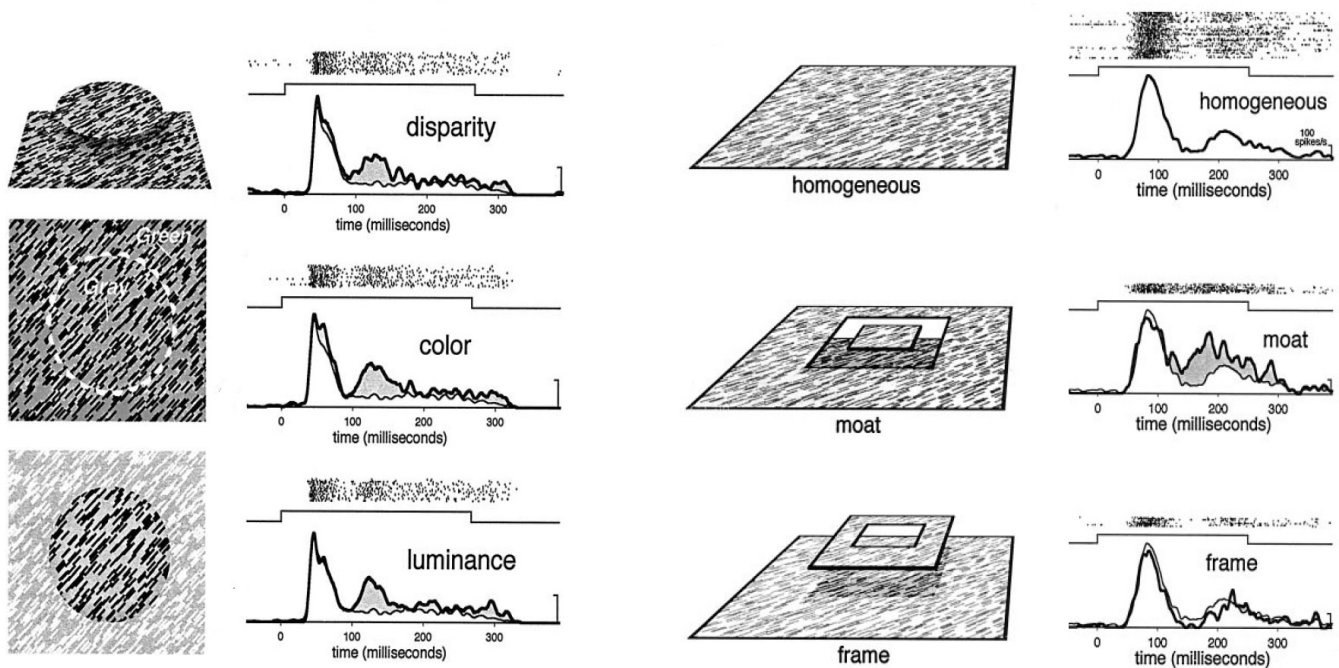 disparity
0
100
200
300
time (milliseconds)
Green
Gray
color
0
100
200
300
time (milliseconds)
luminance
0
100
200
300
time (milliseconds)
homogeneous
homogeneous
100
spikes/s
0
100
200
300
time (milliseconds)
moat
moat
0
100
200
300
time (milliseconds)
frame
frame
0
100
200
300
time (milliseconds)